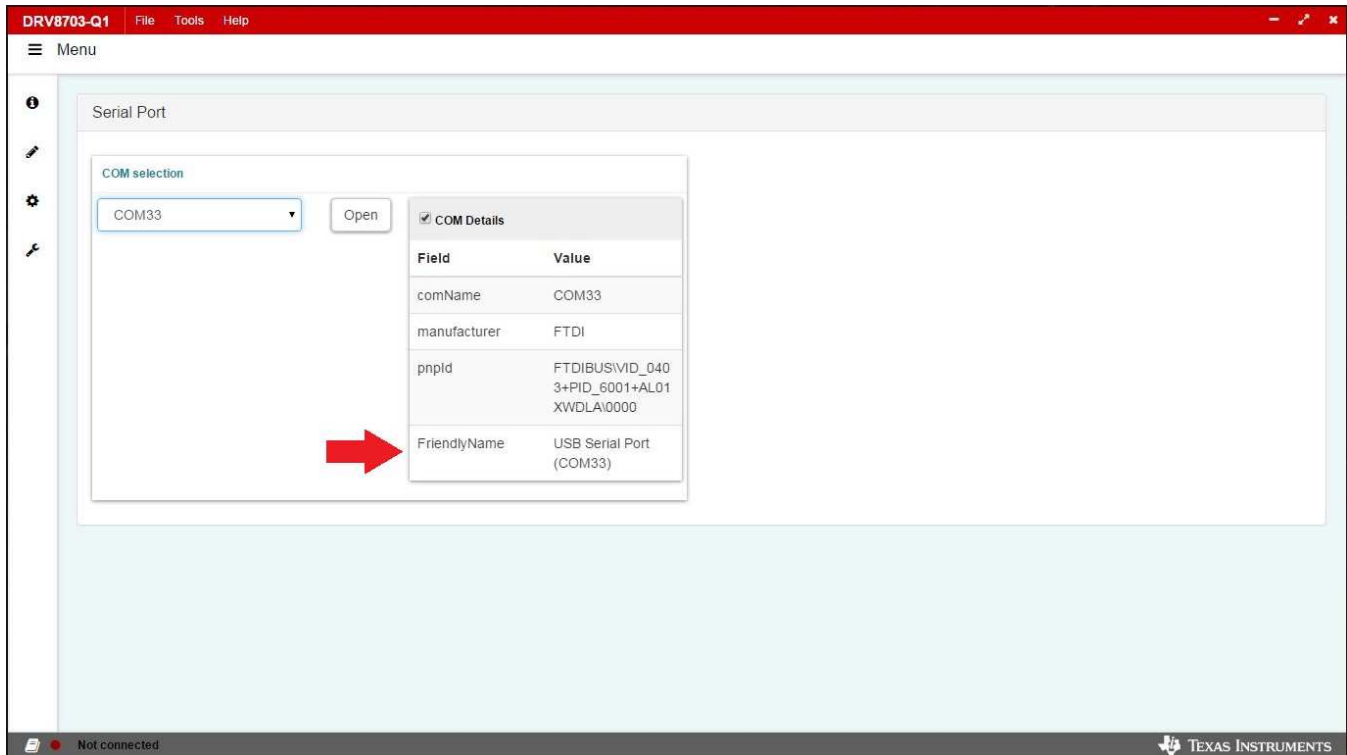 DRV8703-Q1 File Tools Help
Menu
Serial Port
COM selection
COM33 Open
COM Details
Field Value
comName COM33
manufacturer FTDI
pnpId FTDIBUS\VID_040
3+PID_6001+AL01
XWDLA\0000
FriendlyName USB Serial Port
(COM33)
Not connected TEXAS INSTRUMENTS